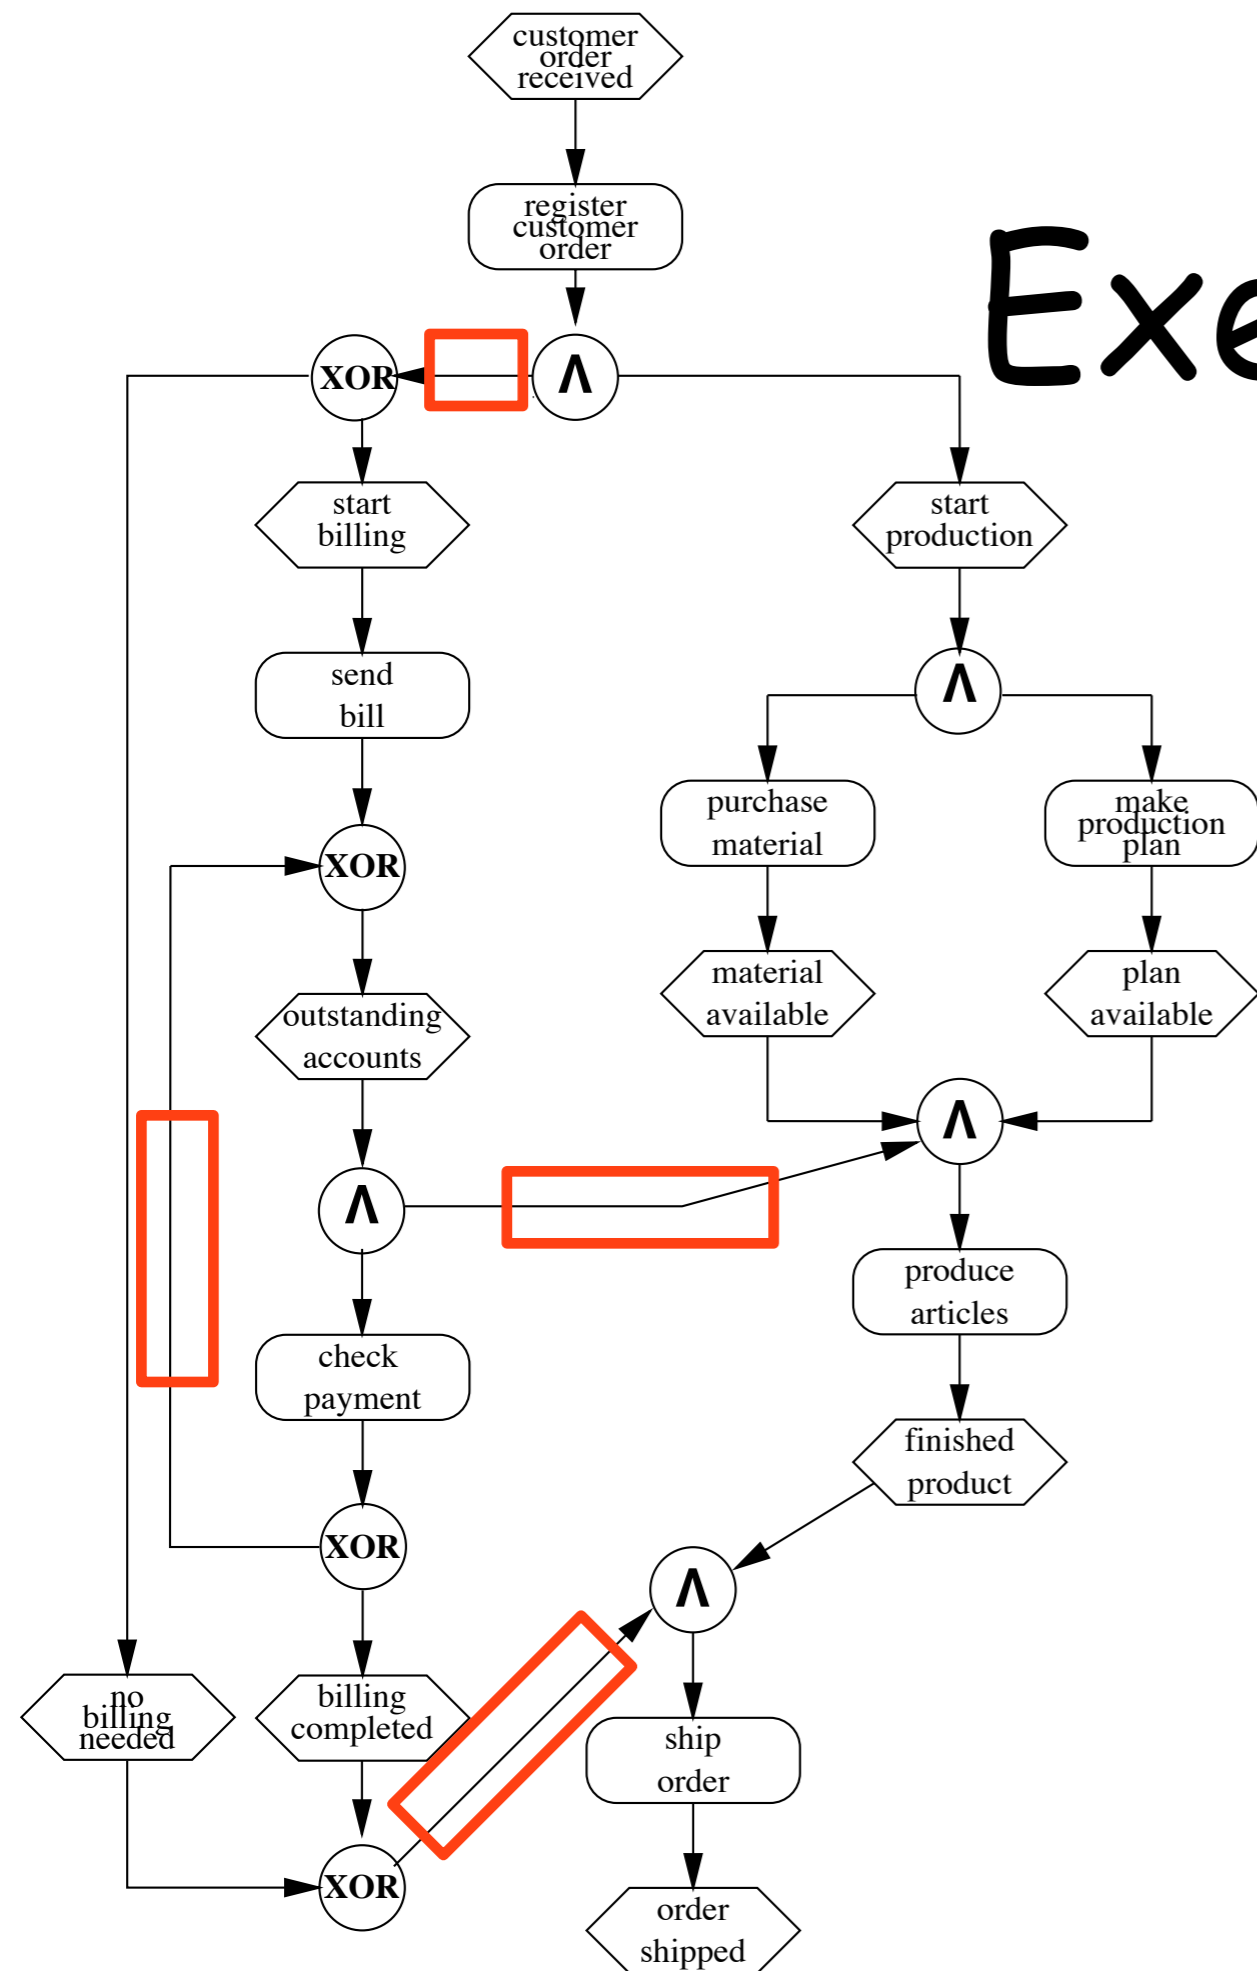 customer
order
received
register
customer
order
Exe
XOR
Λ
start
billing
start
production
send
bill
Λ
purchase
material
make
production
plan
XOR
material
available
plan
available
outstanding
accounts
Λ
Λ
produce
articles
check
payment
finished
product
XOR
Λ
no
billing
needed
billing
completed
ship
order
XOR
order
shipped